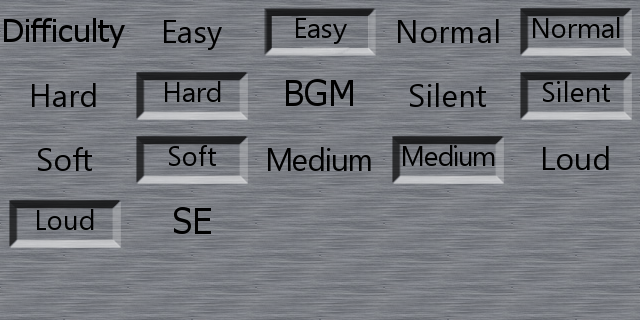 Difficulty Easy Easy Normal Normal
Hard Hard BGM Silent Silent
Soft Soft Medium Medium Loud
Loud SE